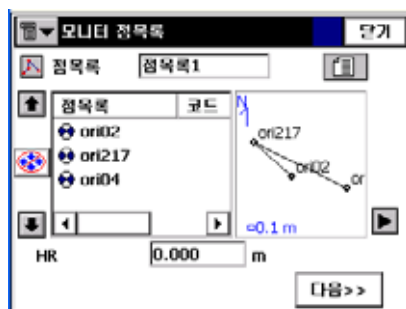 모니터 점목록 닫기
점목록 점목록1
점목록 코드
ori02
ori217
ori04
N
ori217
ori02
or
0.1 m
HR 0.000 m
다음>>